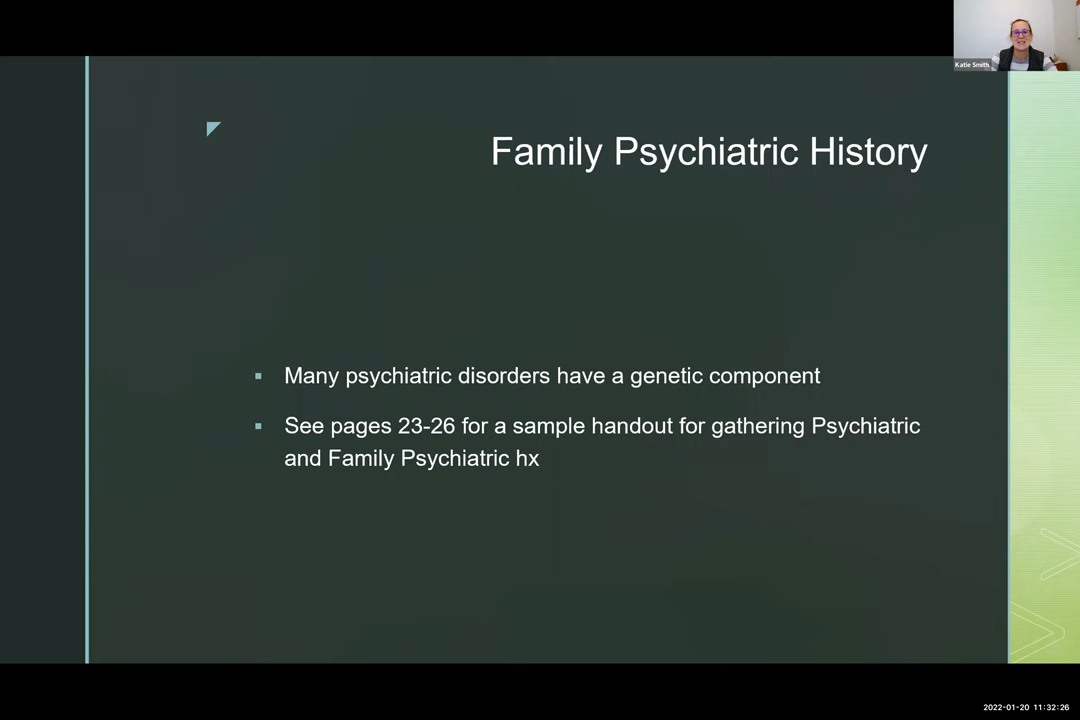 Katie Smith
Family Psychiatric History
Many psychiatric disorders have a genetic component
See pages 23-26 for a sample handout for gathering Psychiatric
and Family Psychiatric hx
2022-01-20 11:32:26